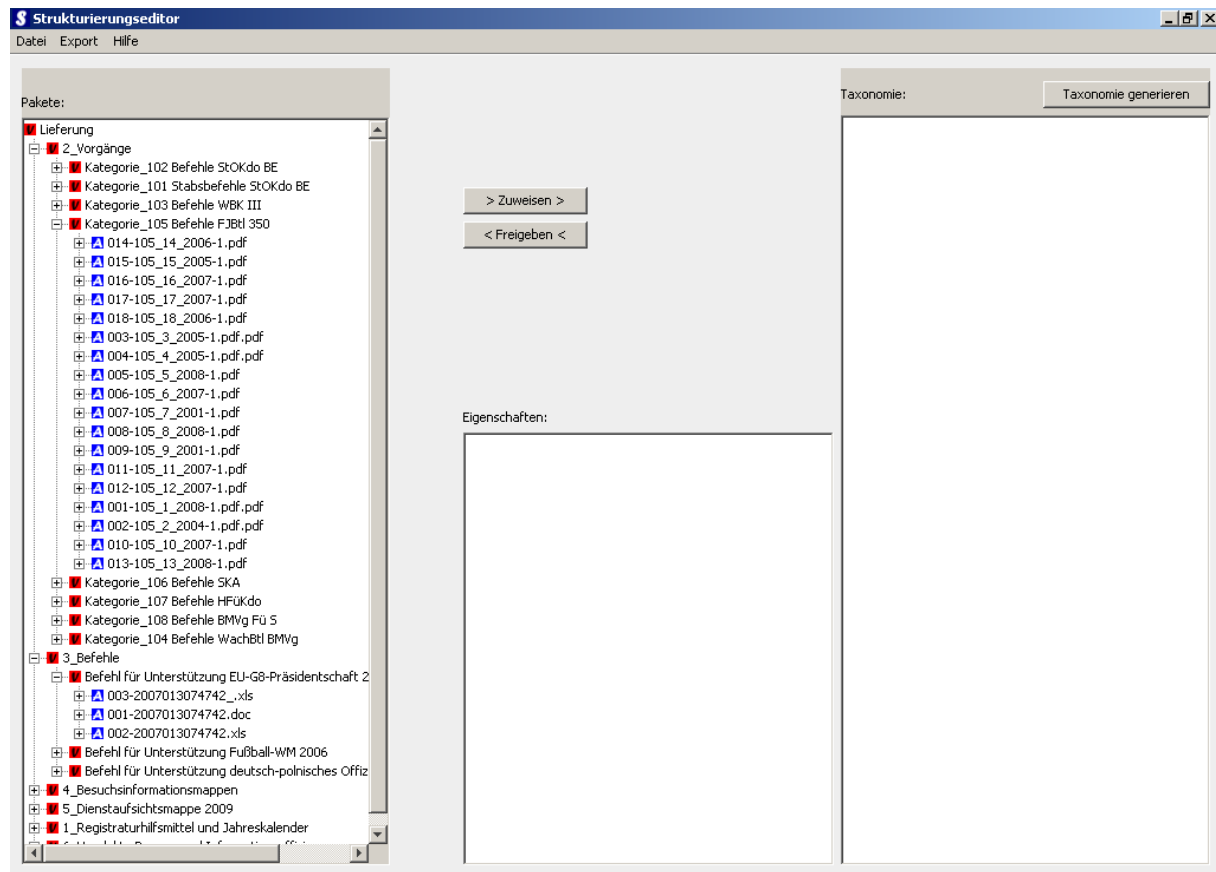 Strukturierungseditor
Datei Export Hilfe
Pakete:
Lieferung
2_Vorgänge
Kategorie_102 Befehle StOKdo BE
Kategorie_101 Stabsbefehle StOKdo BE
Kategorie_103 Befehle WBK III
Kategorie_105 Befehle FJBtl 350
014-105_14_2006-1.pdf
015-105_15_2005-1.pdf
016-105_16_2007-1.pdf
017-105_17_2007-1.pdf
018-105_18_2006-1.pdf
003-105_3_2005-1.pdf.pdf
004-105_4_2005-1.pdf.pdf
005-105_5_2008-1.pdf
006-105_6_2007-1.pdf
007-105_7_2001-1.pdf
008-105_8_2008-1.pdf
009-105_9_2001-1.pdf
011-105_11_2007-1.pdf
012-105_12_2007-1.pdf
001-105_1_2008-1.pdf.pdf
002-105_2_2004-1.pdf.pdf
010-105_10_2007-1.pdf
013-105_13_2008-1.pdf
Kategorie_106 Befehle SKA
Kategorie_107 Befehle HFüKdo
Kategorie_108 Befehle BMVg Fü S
Kategorie_104 Befehle WachBtl BMVg
3_Befehle
Befehl für Unterstützung EU-G8-Präsidentschaft 2
003-2007013074742_.xls
001-2007013074742.doc
002-2007013074742.xls
Befehl für Unterstützung Fußball-WM 2006
Befehl für Unterstützung deutsch-polnisches Offiz
4_Besuchsinformationsmappen
5_Dienstaufsichtsmappe 2009
1_Registraturhilfsmittel und Jahreskalender
> Zuweisen >
< Freigeben <
Eigenschaften:
Taxonomie:
Taxonomie generieren